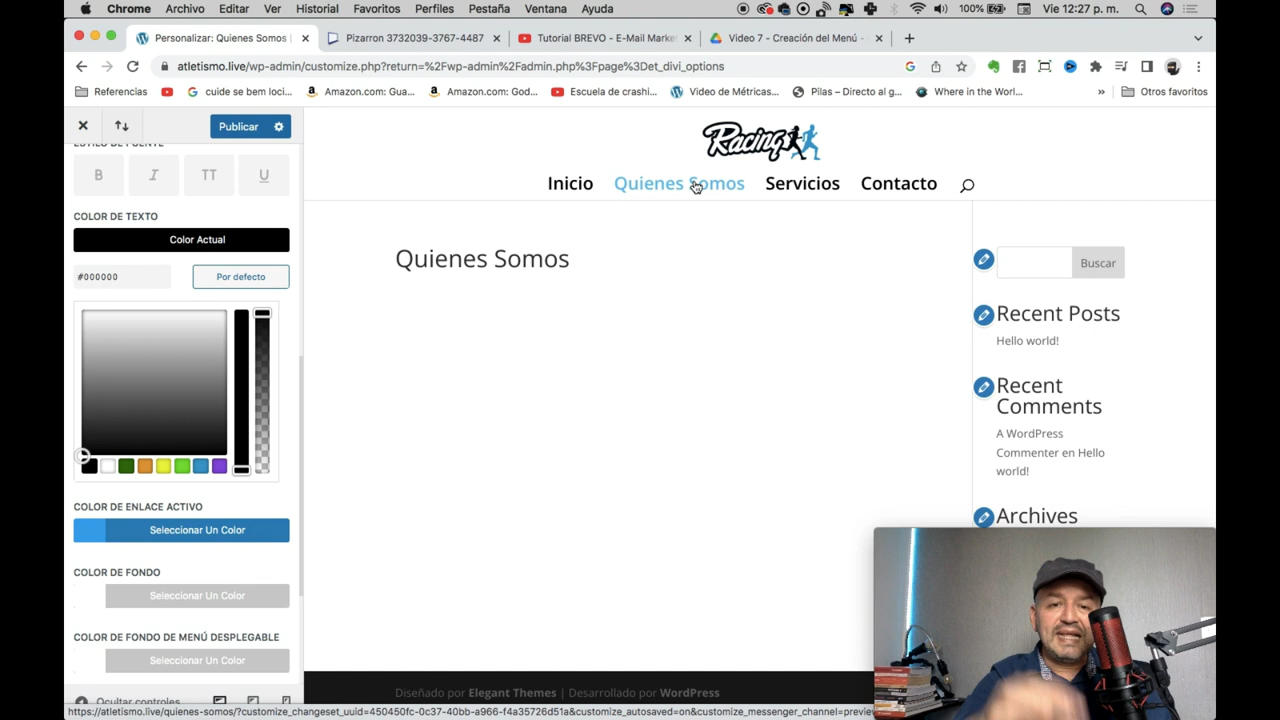 Chrome Archivo Editar Ver Historial Favoritos Perfiles Pestaña Ventana Ayuda 100% Vie 12:27 p. m.
Personalizar: Quienes Somos Pizarron 3732039-3767-4487 Tutorial BREVO - E-Mail Marke Video 7 - Creación del Menú -
atletismo.live/wp-admin/customize.php?return=%2Fwp-admin%2Fadmin.php%3Fpage%3Det_divi_options
Referencias cuide se bem loci... Amazon.com: Gua... Amazon.com: God... Escuela de crashi... Video de Métricas... Pilas – Directo al g... Where in the Worl... » Otros favoritos
Publicar
B I TT U
COLOR DE TEXTO
Color Actual
#000000 Por defecto
COLOR DE ENLACE ACTIVO
Seleccionar Un Color
COLOR DE FONDO
Seleccionar Un Color
COLOR DE FONDO DE MENÚ DESPLEGABLE
Seleccionar Un Color
Ocultar controles
Racing
Inicio Quienes Somos Servicios Contacto
Quienes Somos
Buscar
Recent Posts
Hello world!
Recent
Comments
A WordPress
Commenter en Hello
world!
Archives
Diseñado por Elegant Themes | Desarrollado por WordPress
https://atletismo.live/quienes-somos/?customize_changeset_uuid=450450fc-0c37-40bb-a966-f4a35726d51a&customize_autosaved=on&customize_messenger_channel=preview